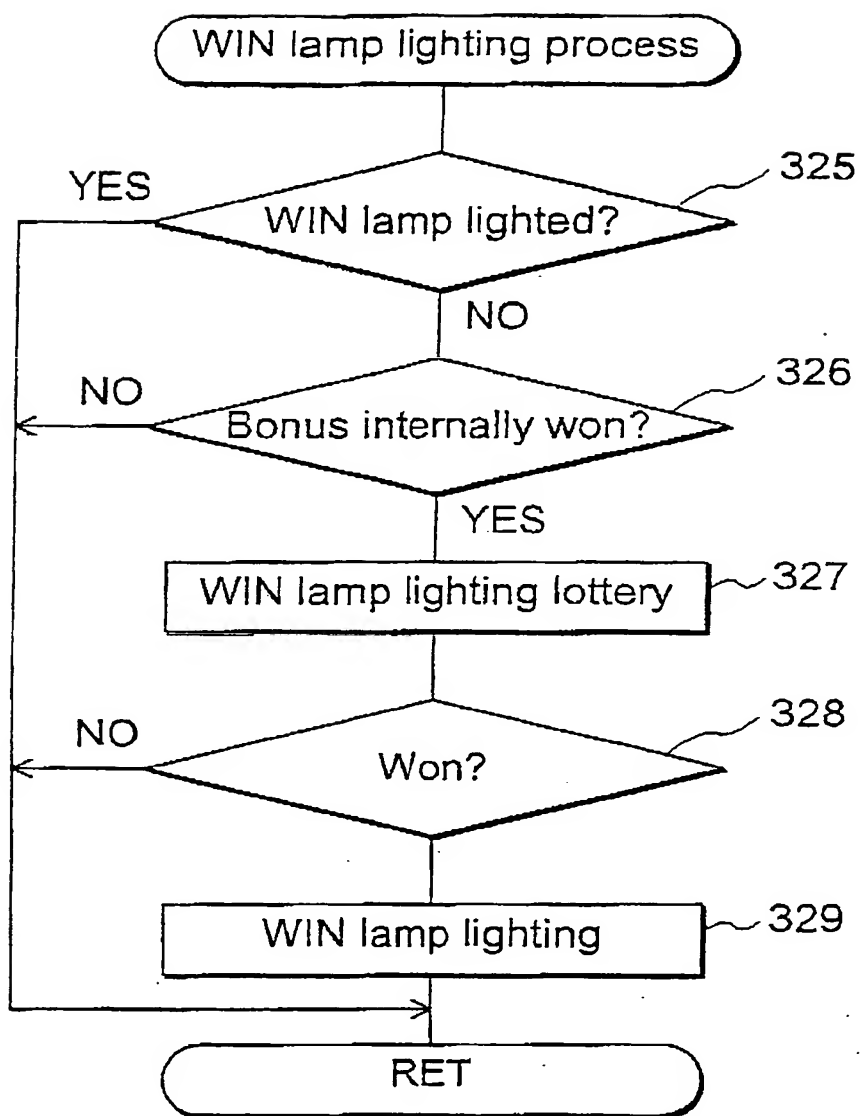 WIN lamp lighting process
325
YES
WIN lamp lighted?
NO
326
NO
Bonus internally won?
YES
WIN lamp lighting lottery
327
328
NO
Won?
WIN lamp lighting
329
RET